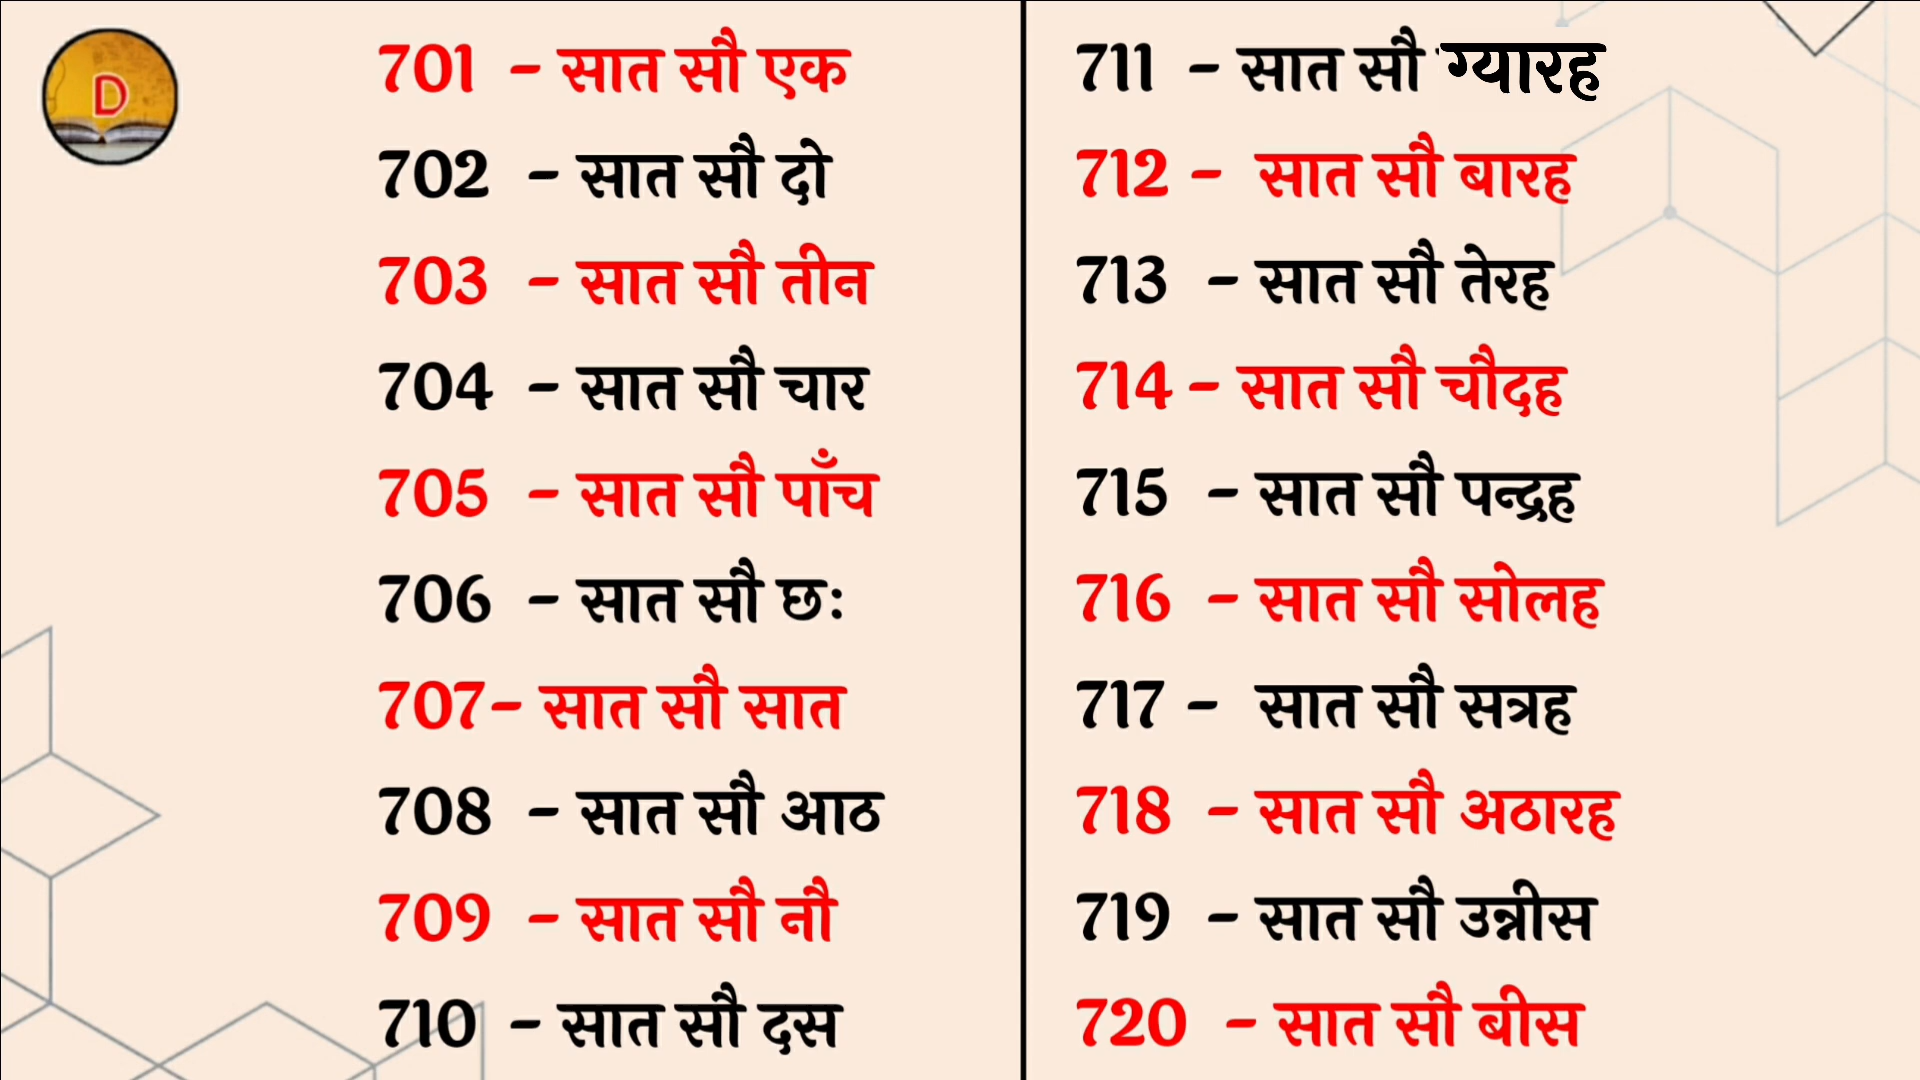 D
701 - सात सौ एक
702 - सात सौ दो
703 - सात सौ तीन
704 - सात सौ चार
705 - सात सौ पाँच
706 - सात सौ छः
707- सात सौ सात
708 - सात सौ आठ
709 - सात सौ नौ
710 - सात सौ दस
711 - सात सौ ग्यारह
712 - सात सौ बारह
713 - सात सौ तेरह
714 - सात सौ चौदह
715 - सात सौ पन्द्रह
716 - सात सौ सोलह
717 - सात सौ सत्रह
718 - सात सौ अठारह
719 - सात सौ उन्नीस
720 - सात सौ बीस